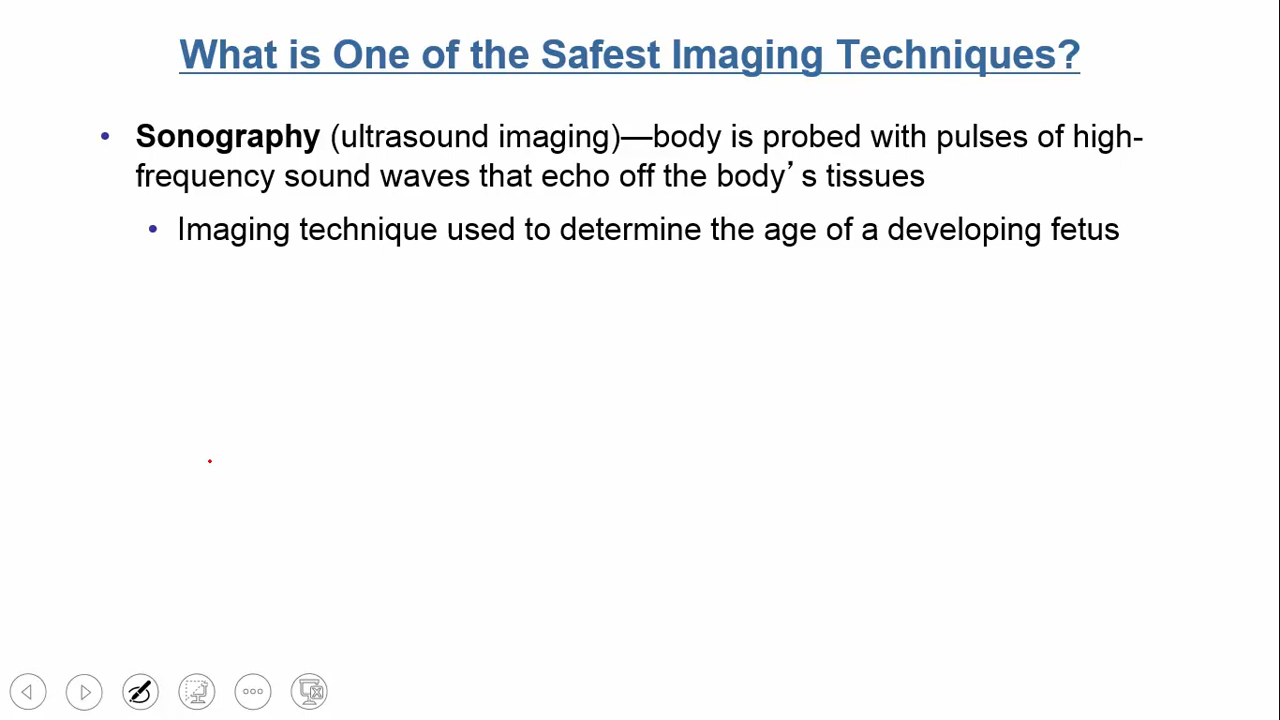 What is One of the Safest Imaging Techniques?
• Sonography (ultrasound imaging)—body is probed with pulses of high-
frequency sound waves that echo off the body’s tissues
• Imaging technique used to determine the age of a developing fetus